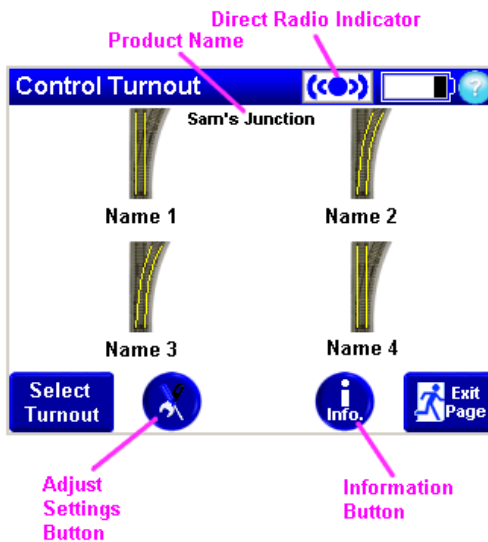 Direct Radio Indicator
Product Name
Control Turnout
?
Sam's Junction
Name 1
Name 2
Name 3
Name 4
Select
Turnout
i
Info.
Exit
Page
Adjust
Settings
Button
Information
Button